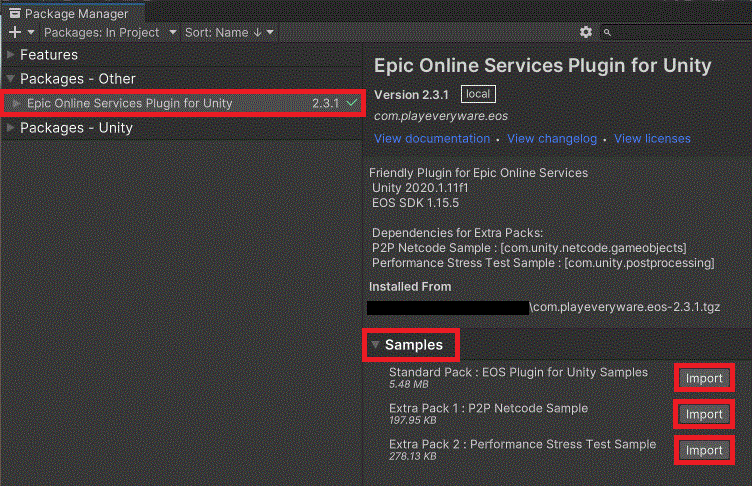 Package Manager
+ Packages: In Project Sort: Name ↓
Features
Packages - Other
Epic Online Services Plugin for Unity 2.3.1 ✓
Packages - Unity
Epic Online Services Plugin for Unity
Version 2.3.1 local
com.playeveryware.eos
View documentation • View changelog • View licenses
Friendly Plugin for Epic Online Services
Unity 2020.1.11f1
EOS SDK 1.15.5
Dependencies for Extra Packs:
P2P Netcode Sample : [com.unity.netcode.gameobjects]
Performance Stress Test Sample : [com.unity.postprocessing]
Installed From
\com.playeveryware.eos-2.3.1.tgz
Samples
Standard Pack : EOS Plugin for Unity Samples Import
5.48 MB
Extra Pack 1 : P2P Netcode Sample Import
197.95 KB
Extra Pack 2 : Performance Stress Test Sample Import
278.13 KB